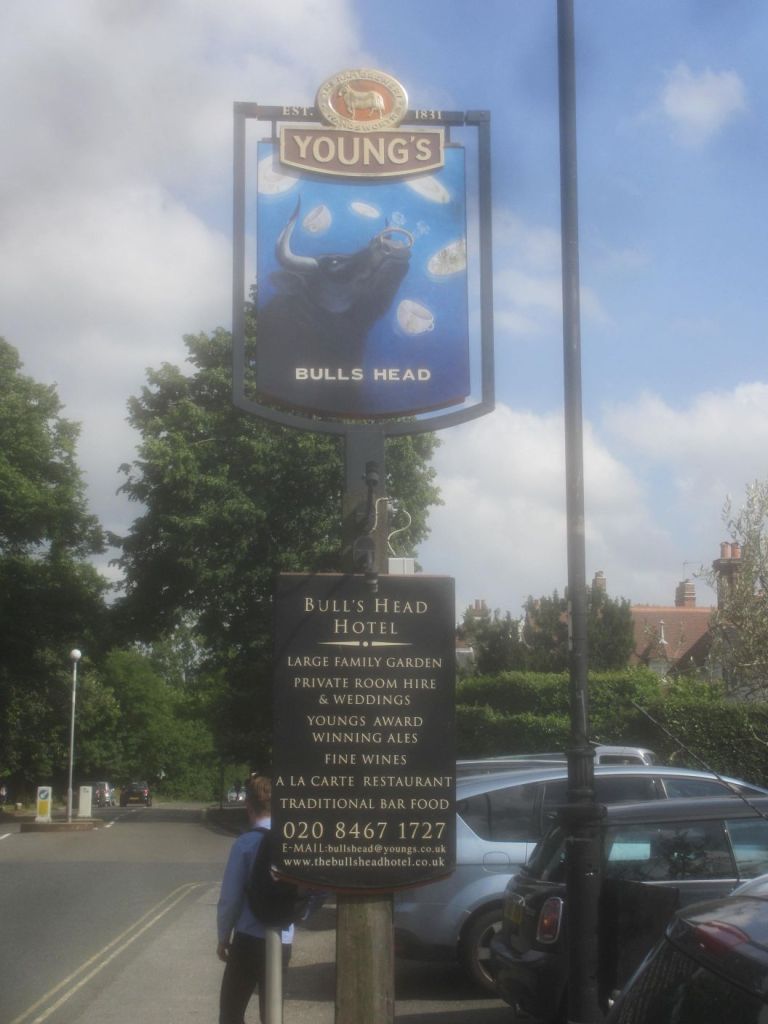 EST. 1831
YOUNG'S
BULLS HEAD
BULL'S HEAD
HOTEL
LARGE FAMILY GARDEN
PRIVATE ROOM HIRE
& WEDDINGS
YOUNGS AWARD
WINNING ALES
FINE WINES
A LA CARTE RESTAURANT
TRADITIONAL BAR FOOD
020 8467 1727
E-MAIL:bullshead@youngs.co.uk
www.thebullsheadhotel.co.uk